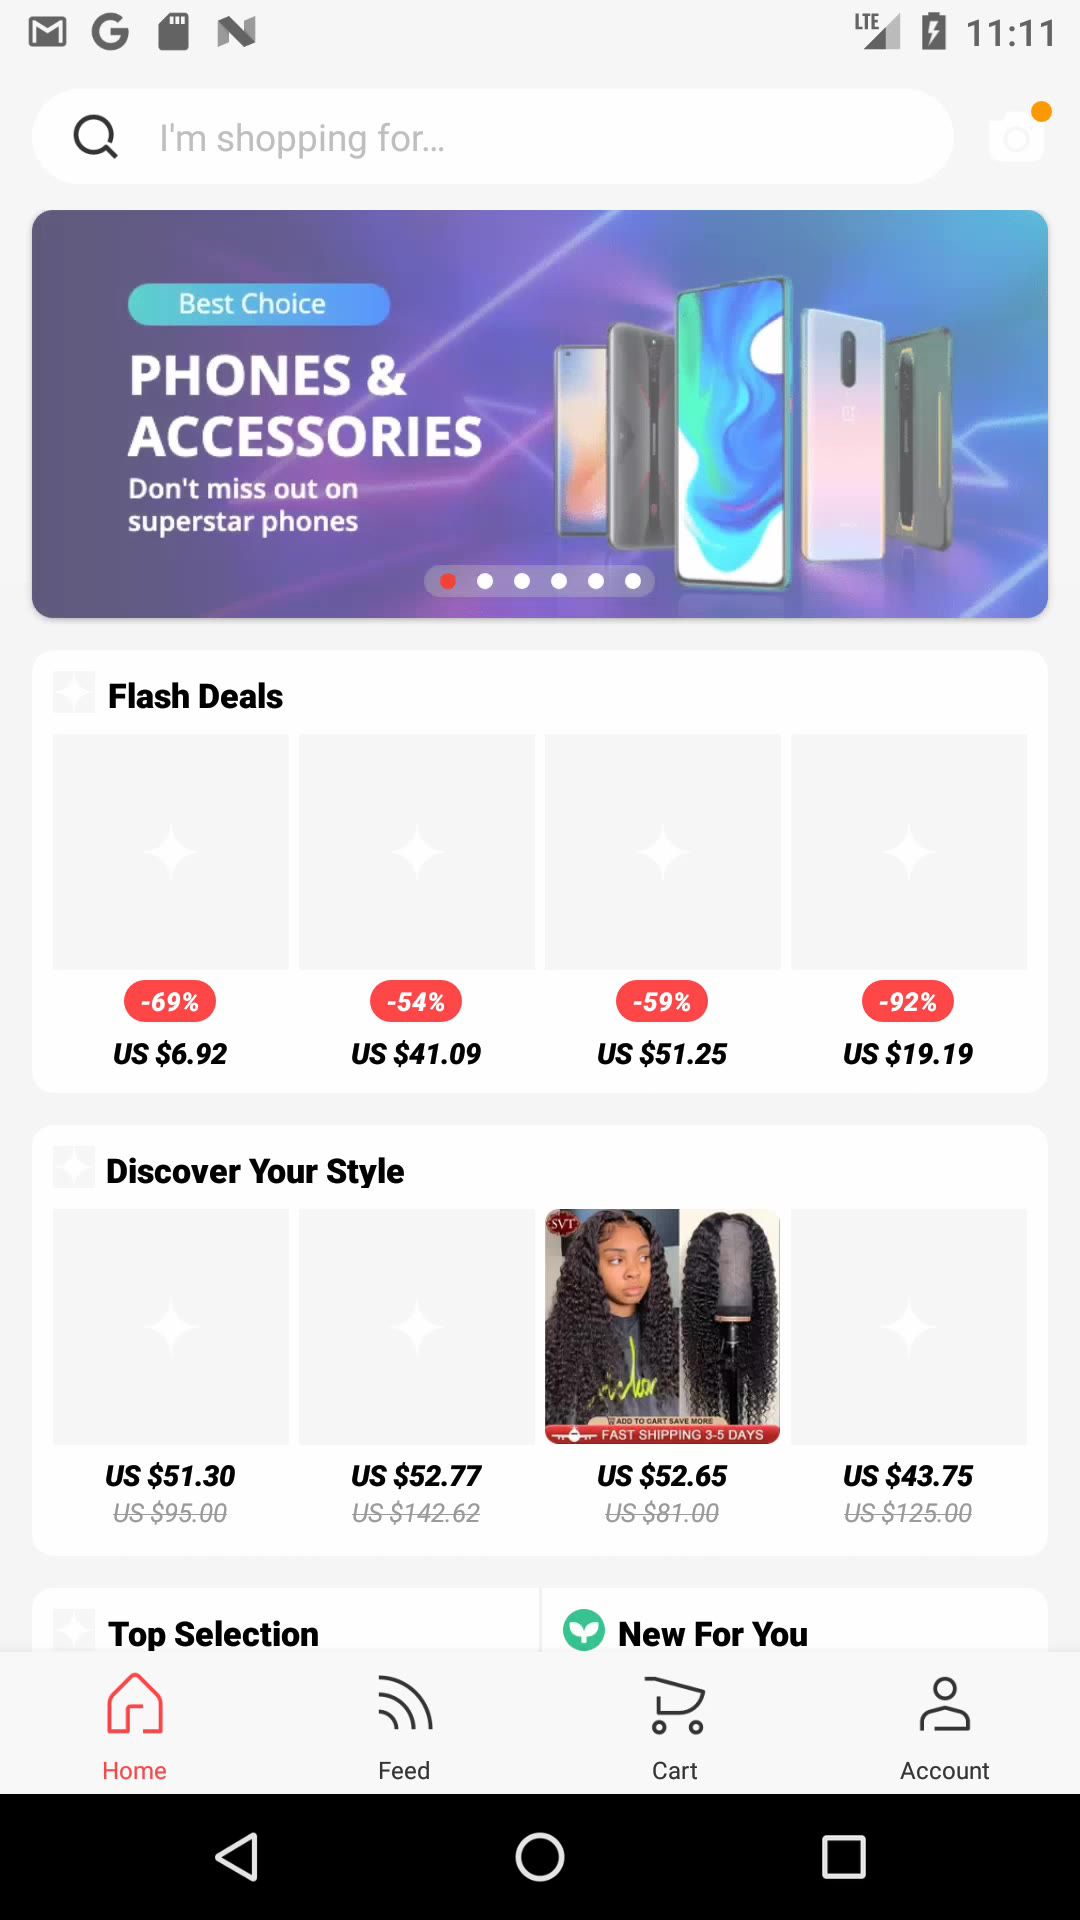 LTE 11:11
I'm shopping for...
Best Choice
PHONES &
ACCESSORIES
Don't miss out on
superstar phones
Flash Deals
-69% -54% -59% -92%
US $6.92 US $41.09 US $51.25 US $19.19
Discover Your Style
SVT
ADD TO CART SAVE MORE
FAST SHIPPING 3-5 DAYS
US $51.30 US $52.77 US $52.65 US $43.75
US $95.00 US $142.62 US $81.00 US $125.00
Top Selection New For You
Home Feed Cart Account